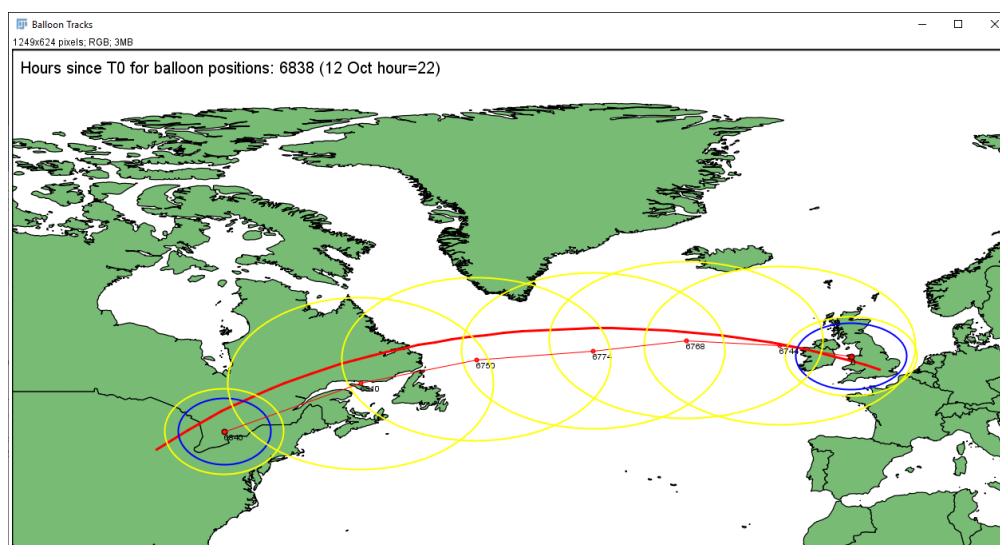 Balloon Tracks
1249x624 pixels; RGB; 3MB
Hours since T0 for balloon positions: 6838 (12 Oct hour=22)
6768
6774
6744
6840